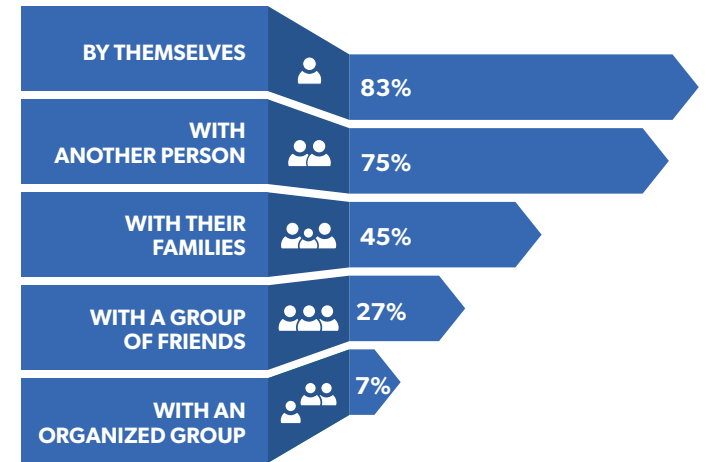 BY THEMSELVES
83%
WITH
ANOTHER PERSON
75%
WITH THEIR
FAMILIES
45%
WITH A GROUP
OF FRIENDS
27%
WITH AN
ORGANIZED GROUP
7%